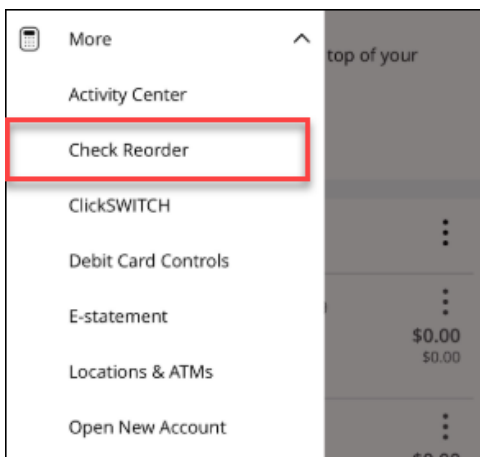 More
top of your
Activity Center
Check Reorder
ClickSWITCH
Debit Card Controls
E-statement
$0.00
$0.00
Locations & ATMs
Open New Account